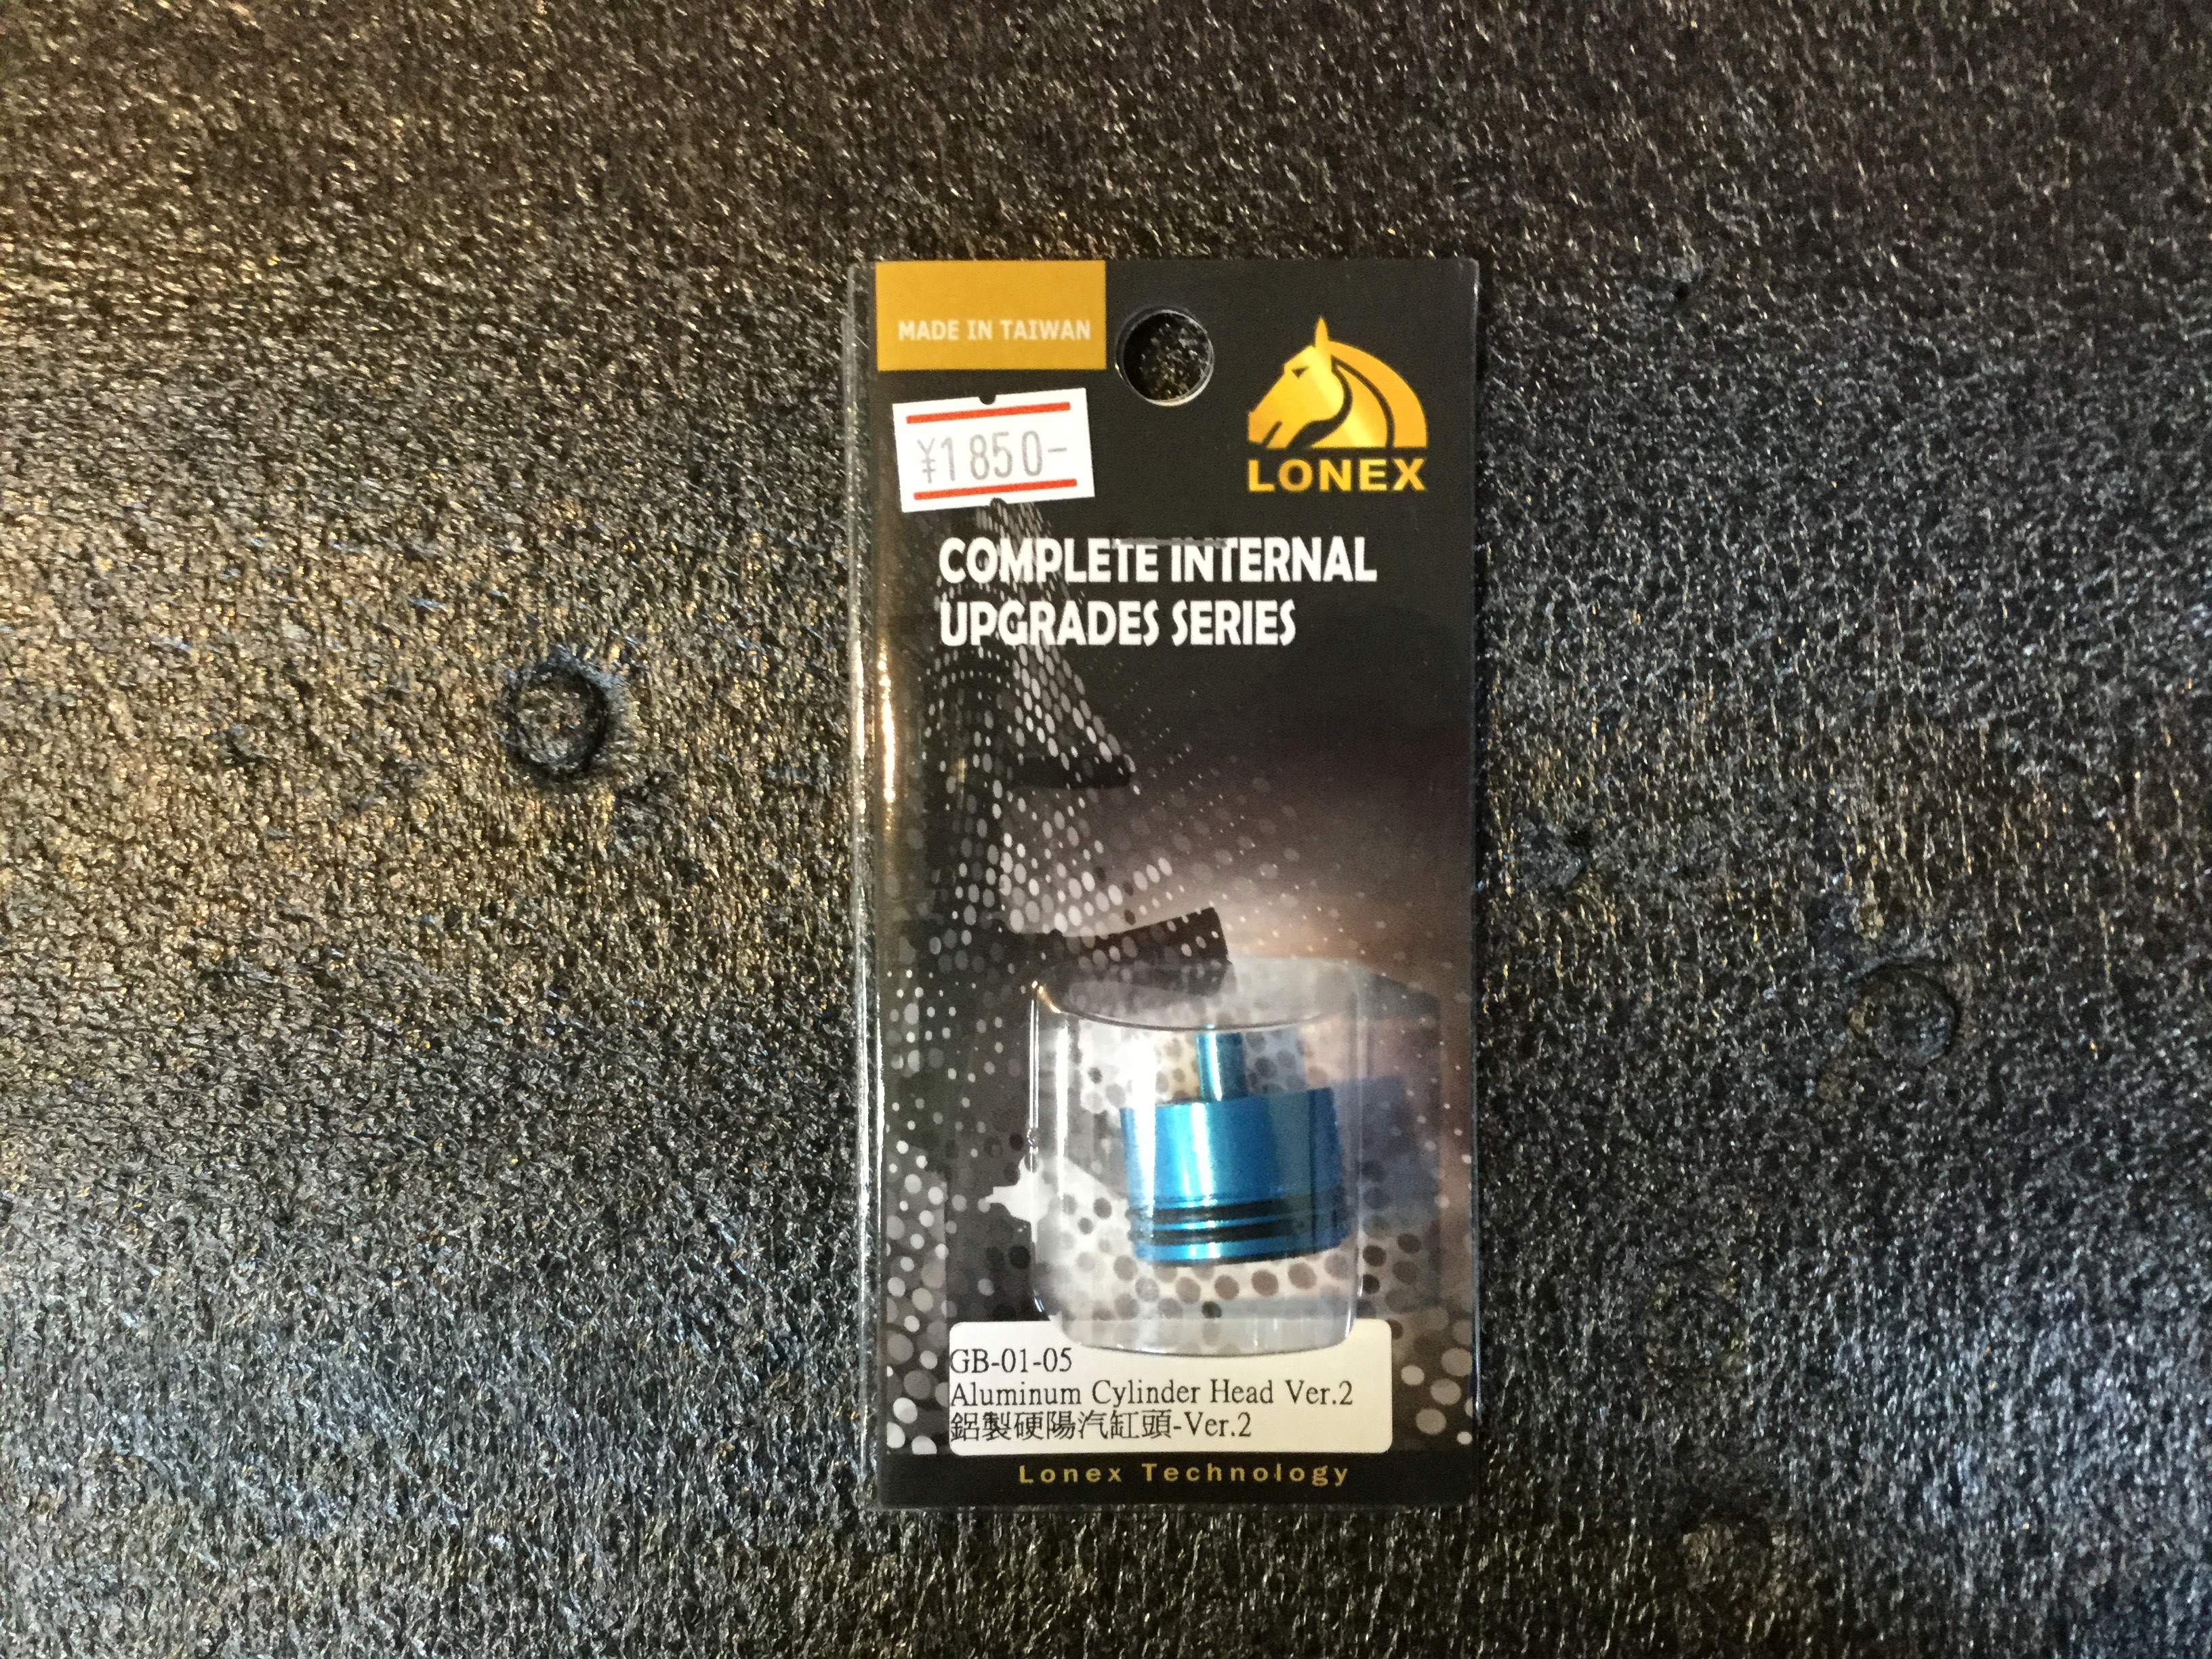 MADE IN TAIWAN
¥1850-
LONEX
COMPLETE INTERNAL
UPGRADES SERIES
GB-01-05
Aluminum Cylinder Head Ver.2
鋁製硬陽汽缸頭-Ver.2
Lonex Technology